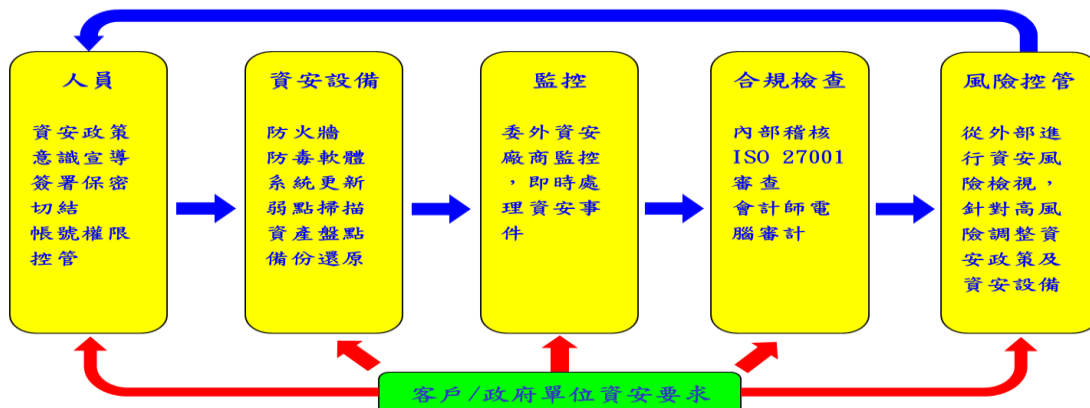 人員
資安政策
意識宣導
簽署保密
切結
帳號權限
控管
資安設備
防火牆
防毒軟體
系統更新
弱點掃描
資產盤點
備份還原
監控
委外資安
廠商監控
，即時處
理資安事
件
合規檢查
內部稽核
ISO 27001
審查
會計師電
腦審計
風險控管
從外部進
行資安風
險檢視，
針對高風
險調整資
安政策及
資安設備
客戶/政府單位資安要求